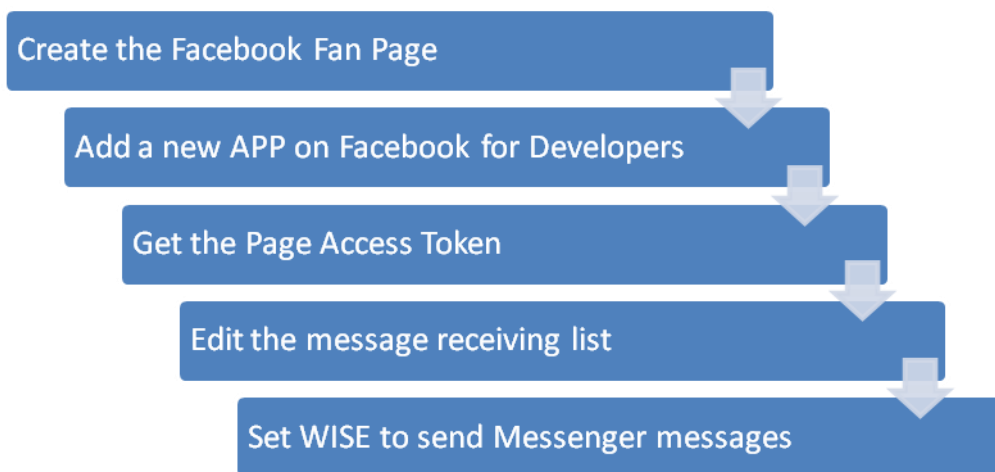 Create the Facebook Fan Page
Add a new APP on Facebook for Developers
Get the Page Access Token
Edit the message receiving list
Set WISE to send Messenger messages